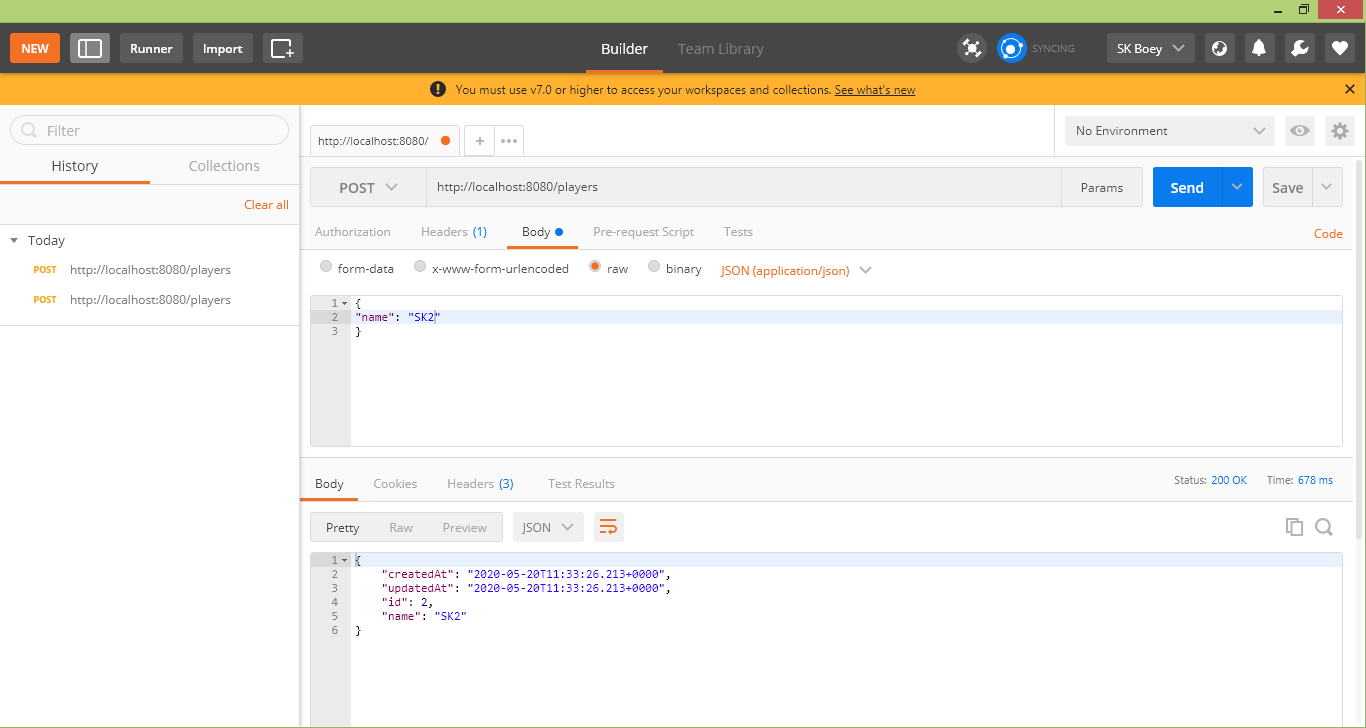 NEW Runner Import Builder Team Library SYNCING SK Boey
You must use v7.0 or higher to access your workspaces and collections. See what's new
Filter
History Collections
Clear all
Today
POST http://localhost:8080/players
POST http://localhost:8080/players
http://localhost:8080/ + ••• No Environment
POST http://localhost:8080/players Params Send Save
Authorization Headers (1) Body Pre-request Script Tests Code
form-data x-www-form-urlencoded raw binary JSON (application/json)
1 {
2 "name": "SK2"
3 }
Body Cookies Headers (3) Test Results Status: 200 OK Time: 678 ms
Pretty Raw Preview JSON
1 {
2 "createdAt": "2020-05-20T11:33:26.213+0000",
3 "updatedAt": "2020-05-20T11:33:26.213+0000",
4 "id": 2,
5 "name": "SK2"
6 }